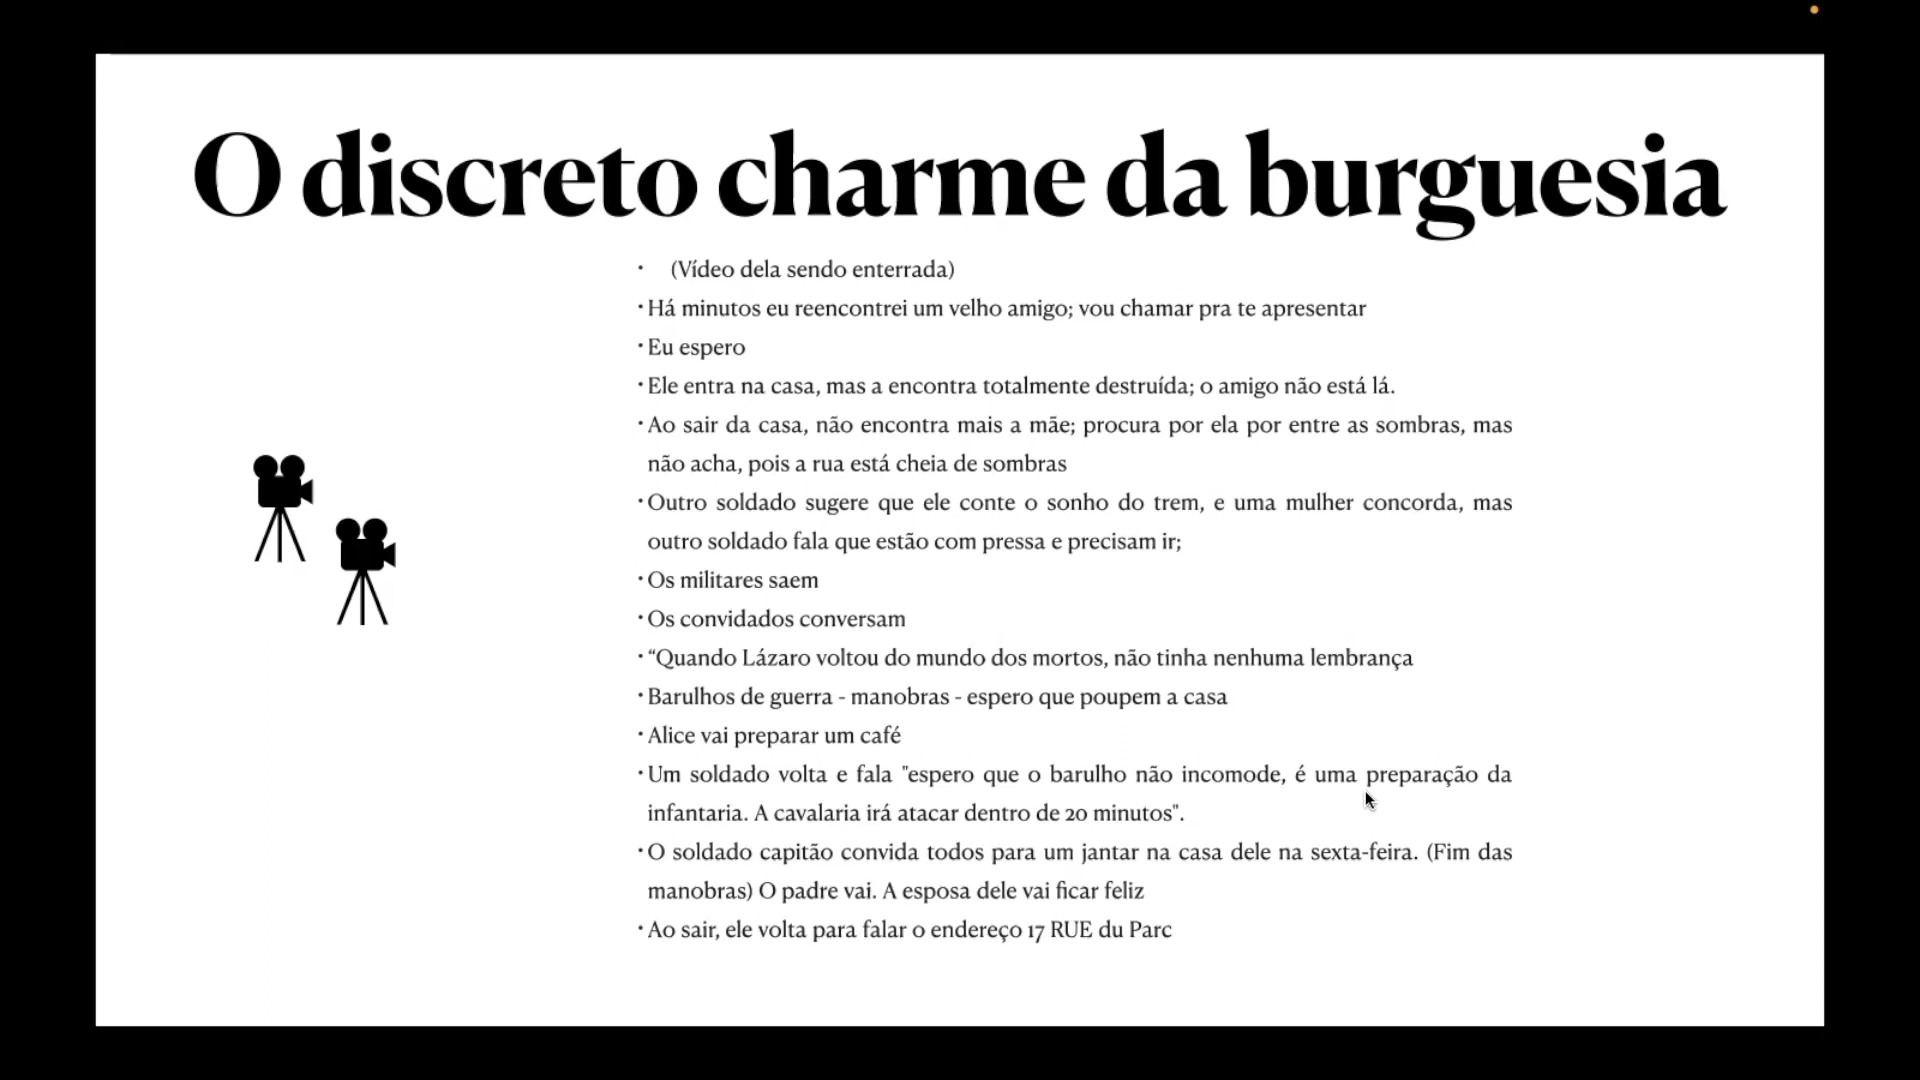 O discreto charme da burguesia
• (Vídeo dela sendo enterrada)
• Há minutos eu reencontrei um velho amigo; vou chamar pra te apresentar
• Eu espero
• Ele entra na casa, mas a encontra totalmente destruída; o amigo não está lá.
• Ao sair da casa, não encontra mais a mãe; procura por ela por entre as sombras, mas
não acha, pois a rua está cheia de sombras
• Outro soldado sugere que ele conte o sonho do trem, e uma mulher concorda, mas
outro soldado fala que estão com pressa e precisam ir;
• Os militares saem
• Os convidados conversam
• “Quando Lázaro voltou do mundo dos mortos, não tinha nenhuma lembrança
• Barulhos de guerra - manobras - espero que poupem a casa
• Alice vai preparar um café
• Um soldado volta e fala "espero que o barulho não incomode, é uma preparação da
infantaria. A cavalaria irá atacar dentro de 20 minutos".
• O soldado capitão convida todos para um jantar na casa dele na sexta-feira. (Fim das
manobras) O padre vai. A esposa dele vai ficar feliz
• Ao sair, ele volta para falar o endereço 17 RUE du Parc